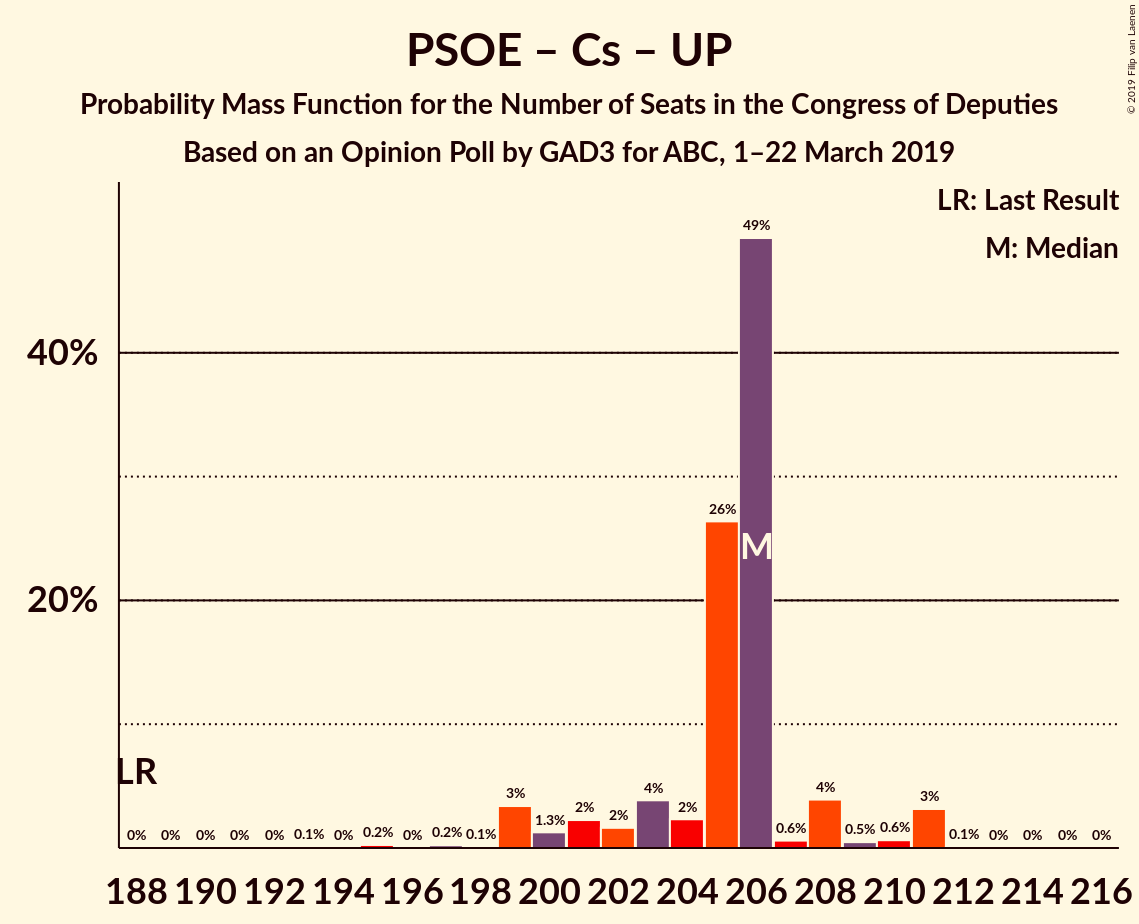 PSOE – Cs – UP
Probability Mass Function for the Number of Seats in the Congress of Deputies
Based on an Opinion Poll by GAD3 for ABC, 1–22 March 2019
© 2019 Filip van Laenen
LR: Last Result
M: Median
40%
20%
LR
M
0% 0% 0% 0% 0% 0.1% 0% 0.2% 0% 0.2% 0.1% 3% 1.3% 2% 2% 4% 2% 26% 49% 0.6% 4% 0.5% 0.6% 3% 0.1% 0% 0% 0% 0%
188 190 192 194 196 198 200 202 204 206 208 210 212 214 216